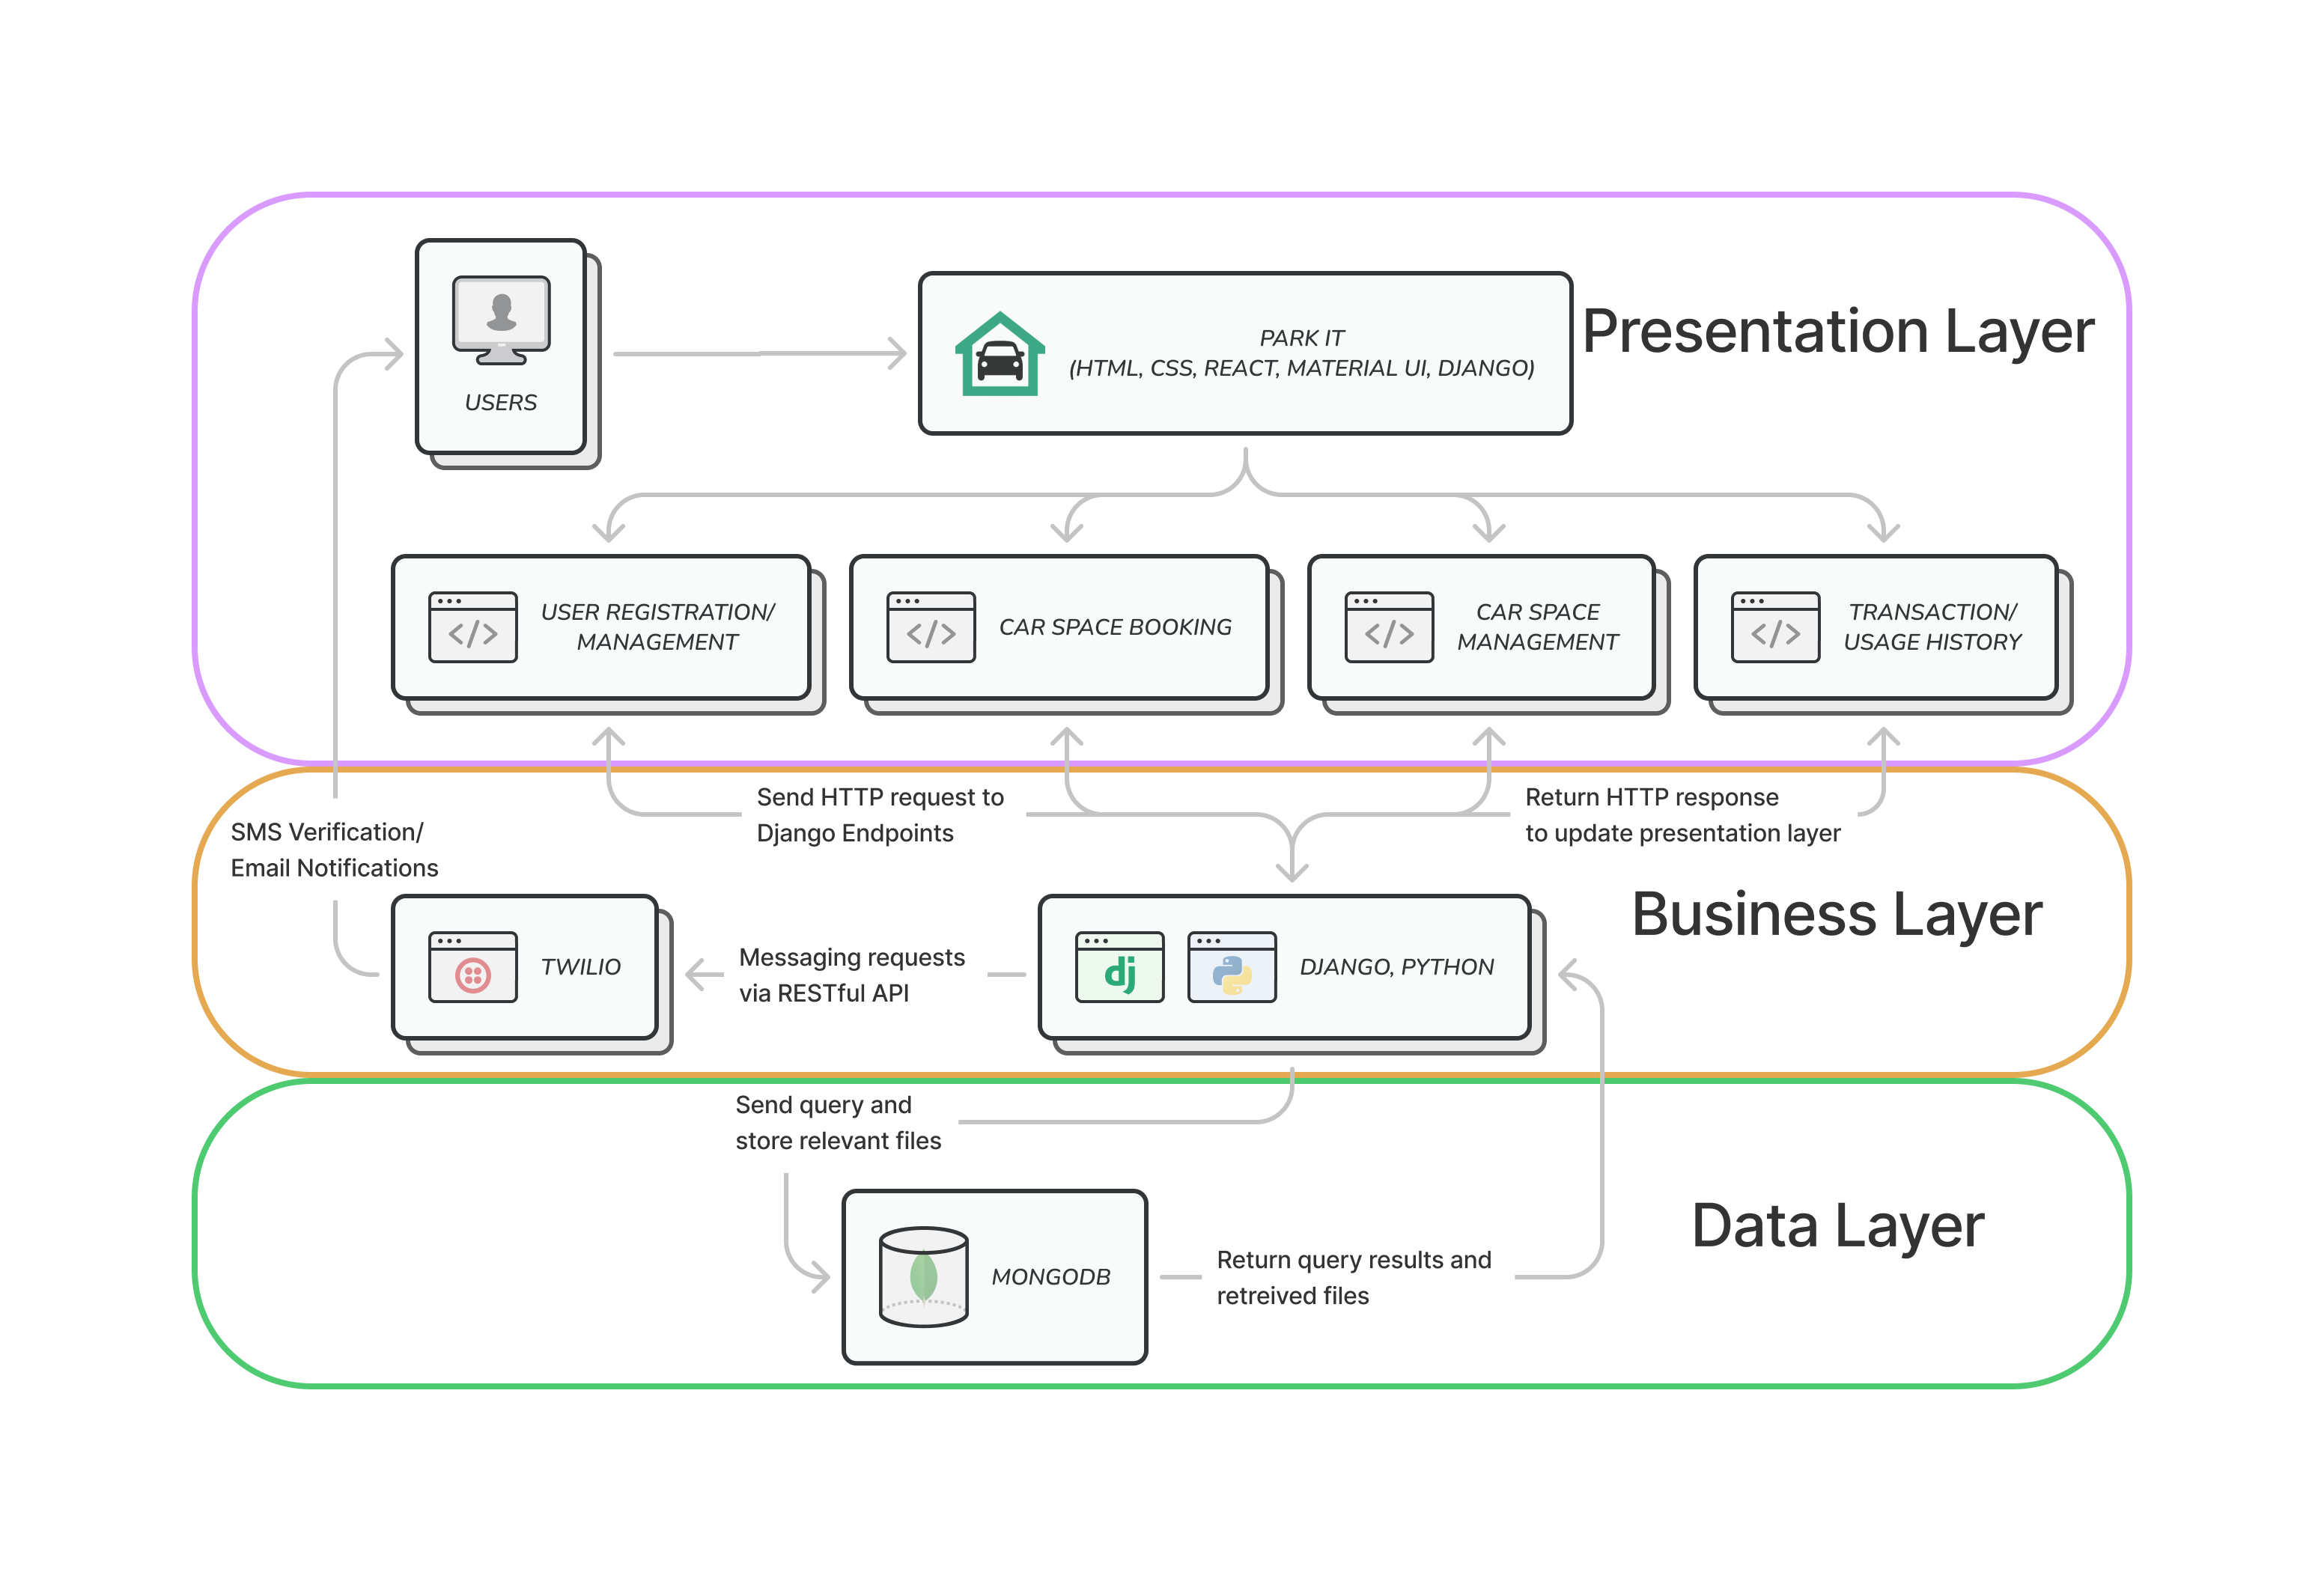 USERS
PARK IT
(HTML, CSS, REACT, MATERIAL UI, DJANGO)
Presentation Layer
USER REGISTRATION/
MANAGEMENT
CAR SPACE BOOKING
CAR SPACE
MANAGEMENT
TRANSACTION/
USAGE HISTORY
Send HTTP request to
Django Endpoints
Return HTTP response
to update presentation layer
SMS Verification/
Email Notifications
Business Layer
TWILIO
Messaging requests
via RESTful API
dj
DJANGO, PYTHON
Send query and
store relevant files
Data Layer
MONGODB
Return query results and
retreived files